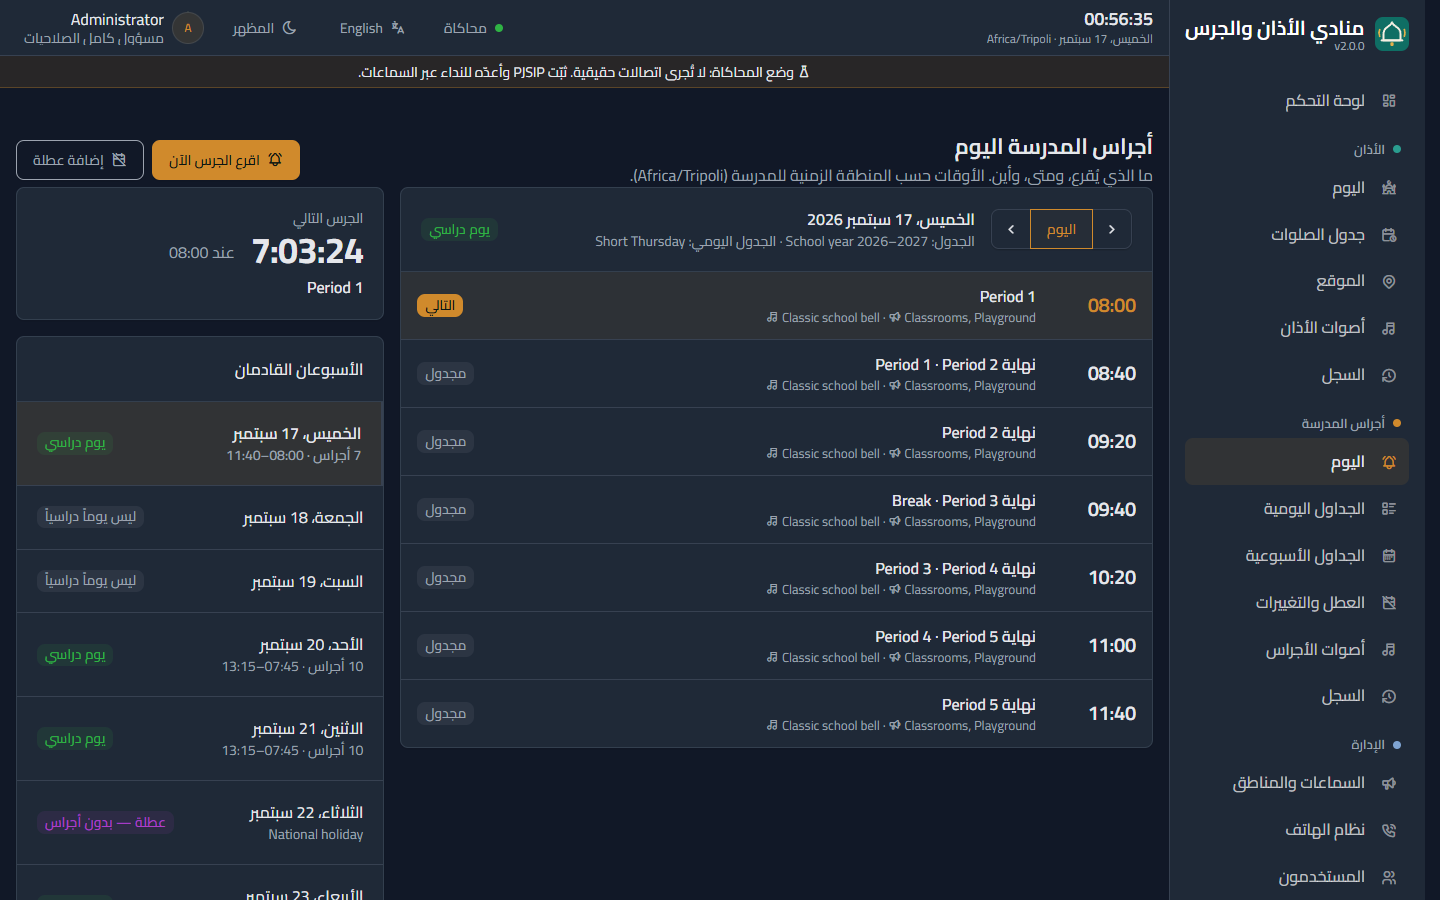 منادي الأذان والجرس
v2.0.0
لوحة التحكم
الأذان
اليوم
جدول الصلوات
الموقع
أصوات الأذان
السجل
أجراس المدرسة
اليوم
الجداول اليومية
الجداول الأسبوعية
العطل والتغييرات
أصوات الأجراس
السجل
الإدارة
السماعات والمناطق
نظام الهاتف
المستخدمون
00:56:35
الخميس، 17 سبتمبر · Africa/Tripoli
محاكاة
English
المظهر
Administrator
مسؤول كامل الصلاحيات
A
وضع المحاكاة: لا تُجرى اتصالات حقيقية. ثبّت PJSIP وأعدّه للنداء عبر السماعات.
أجراس المدرسة اليوم
ما الذي يُقرع، ومتى، وأين. الأوقات حسب المنطقة الزمنية للمدرسة (Africa/Tripoli).
اقرع الجرس الآن
إضافة عطلة
اليوم
الخميس، 17 سبتمبر 2026
الجدول: School year 2026–2027 · الجدول اليومي: Short Thursday
يوم دراسي
08:00
Period 1
Classic school bell · Classrooms, Playground
التالي
08:40
نهاية Period 1 · Period 2
Classic school bell · Classrooms, Playground
مجدول
09:20
نهاية Period 2
Classic school bell · Classrooms, Playground
مجدول
09:40
نهاية Break · Period 3
Classic school bell · Classrooms, Playground
مجدول
10:20
نهاية Period 3 · Period 4
Classic school bell · Classrooms, Playground
مجدول
11:00
نهاية Period 4 · Period 5
Classic school bell · Classrooms, Playground
مجدول
11:40
نهاية Period 5
Classic school bell · Classrooms, Playground
مجدول
الجرس التالي
7:03:24
عند 08:00
Period 1
الأسبوعان القادمان
الخميس، 17 سبتمبر
7 أجراس · 08:00–11:40
يوم دراسي
الجمعة، 18 سبتمبر
ليس يوماً دراسياً
السبت، 19 سبتمبر
ليس يوماً دراسياً
الأحد، 20 سبتمبر
10 أجراس · 07:45–13:15
يوم دراسي
الاثنين، 21 سبتمبر
10 أجراس · 07:45–13:15
يوم دراسي
الثلاثاء، 22 سبتمبر
National holiday
عطلة — بدون أجراس
الأربعاء، 23 سبتمبر